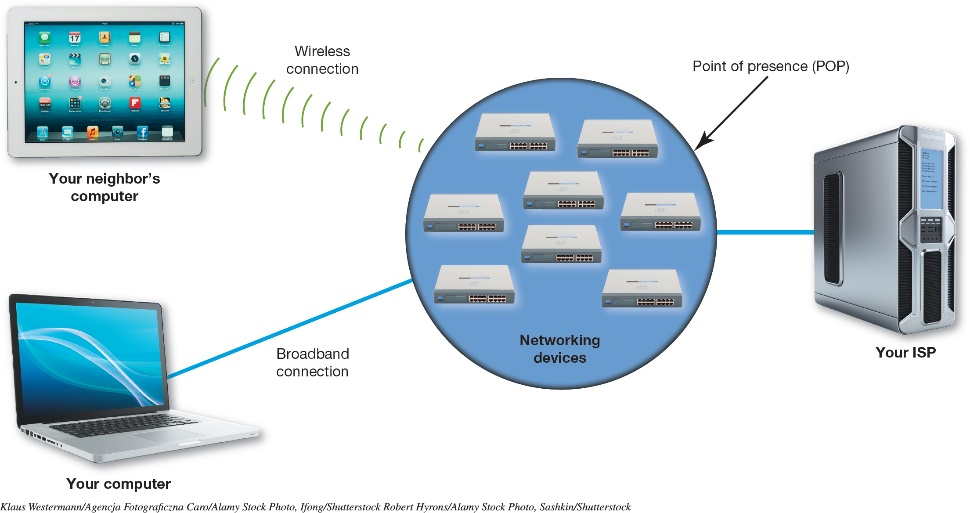 Wireless
connection
Point of presence (POP)
Your neighbor's
computer
Networking
devices
Your ISP
Broadband
connection
Your computer
Klaus Westermann/Agencja Fotograficzna Caro/Alamy Stock Photo, Ifong/Shutterstock Robert Hyrons/Alamy Stock Photo, Sashkin/Shutterstock